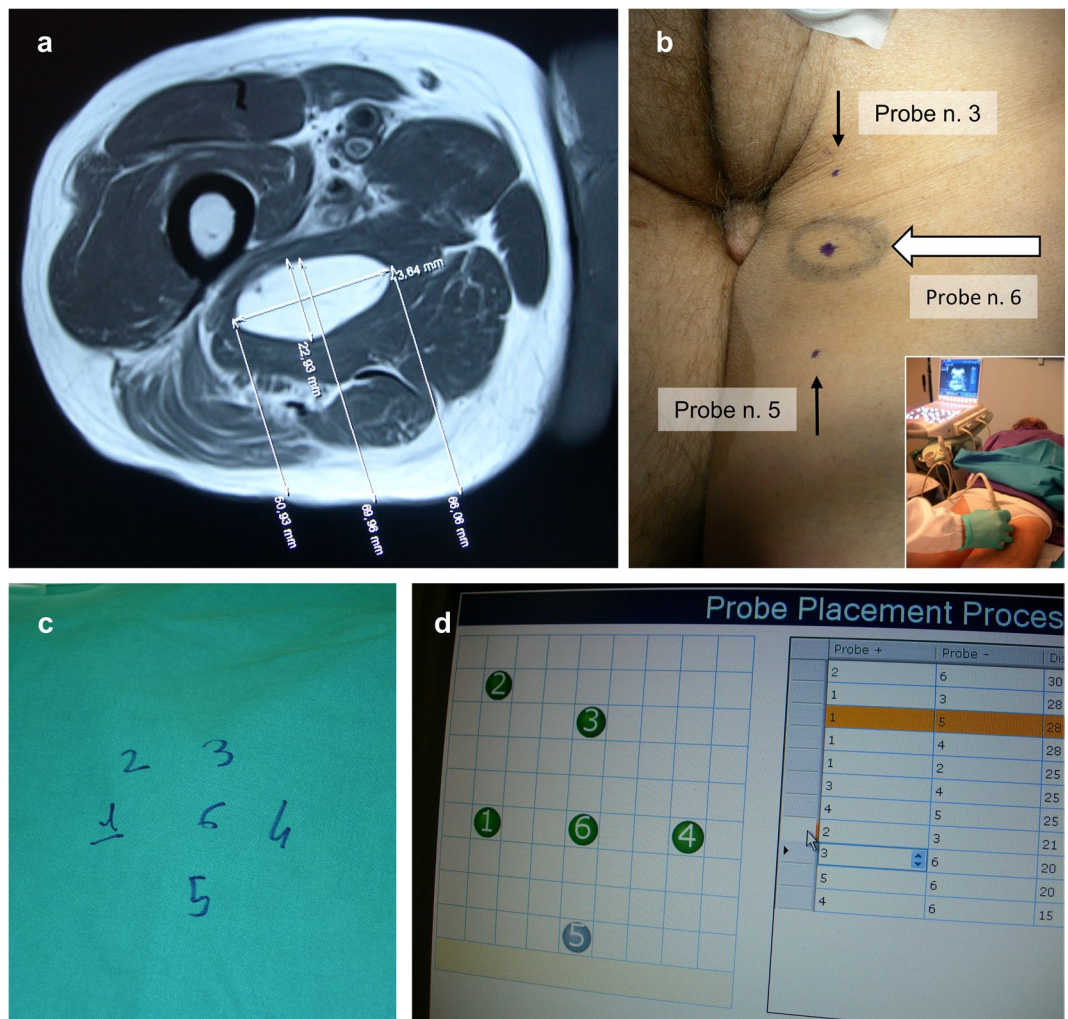 a
43,64 mm
22,93 mm
50,93 mm
69,96 mm
66,06 mm
b
Probe n. 3
Probe n. 6
Probe n. 5
c
2 3
1 6 4
5
d
Probe Placement Proces
2
3
1 6 4
5
Probe + Probe - Dis
2 6 30
1 3 28
1 5 28
1 4 28
1 2 25
3 4 25
4 5 25
2 3 21
3 6 20
5 6 20
4 6 15